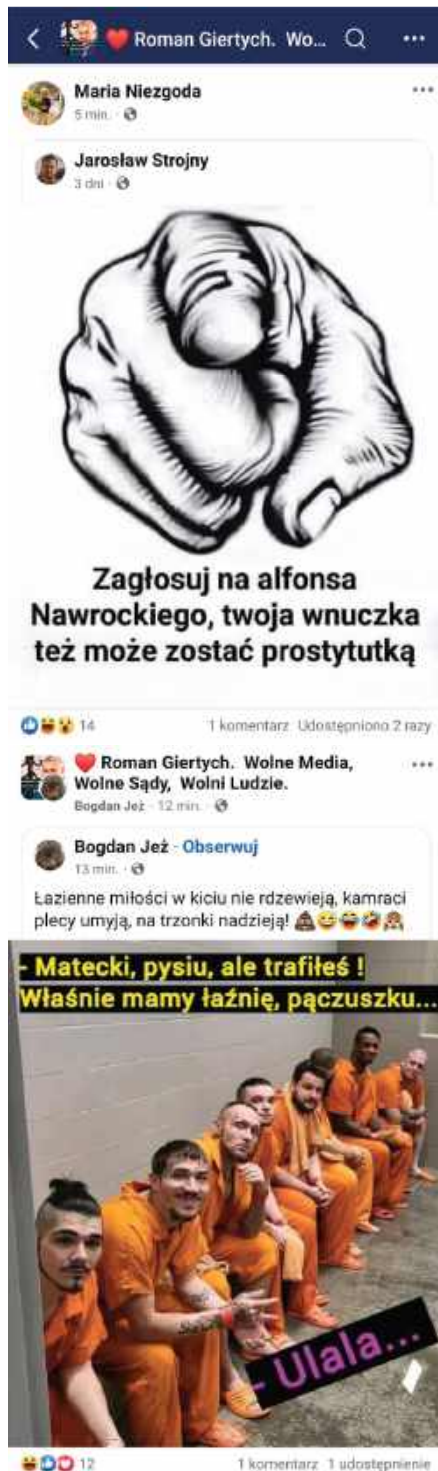 ❤️ Roman Giertych. Wo...
Maria Niezgoda
5 min.
Jarosław Strojny
3 dni
Zagłosuj na alfonsa
Nawrockiego, twoja wnuczka
też może zostać prostytutką
14 1 komentarz Udostępniono 2 razy
❤️ Roman Giertych. Wolne Media,
Wolne Sądy, Wolni Ludzie.
Bogdan Jeż · 12 min.
Bogdan Jeż · Obserwuj
13 min.
Łazienne miłości w kiciu nie rdzewieją, kamraci
plecy umyją, na trzonki nadzieją!
- Matecki, pysiu, ale trafiłeś !
Właśnie mamy łaźnię, pączuszku...
- Ulala...
12 1 komentarz 1 udostępnienie